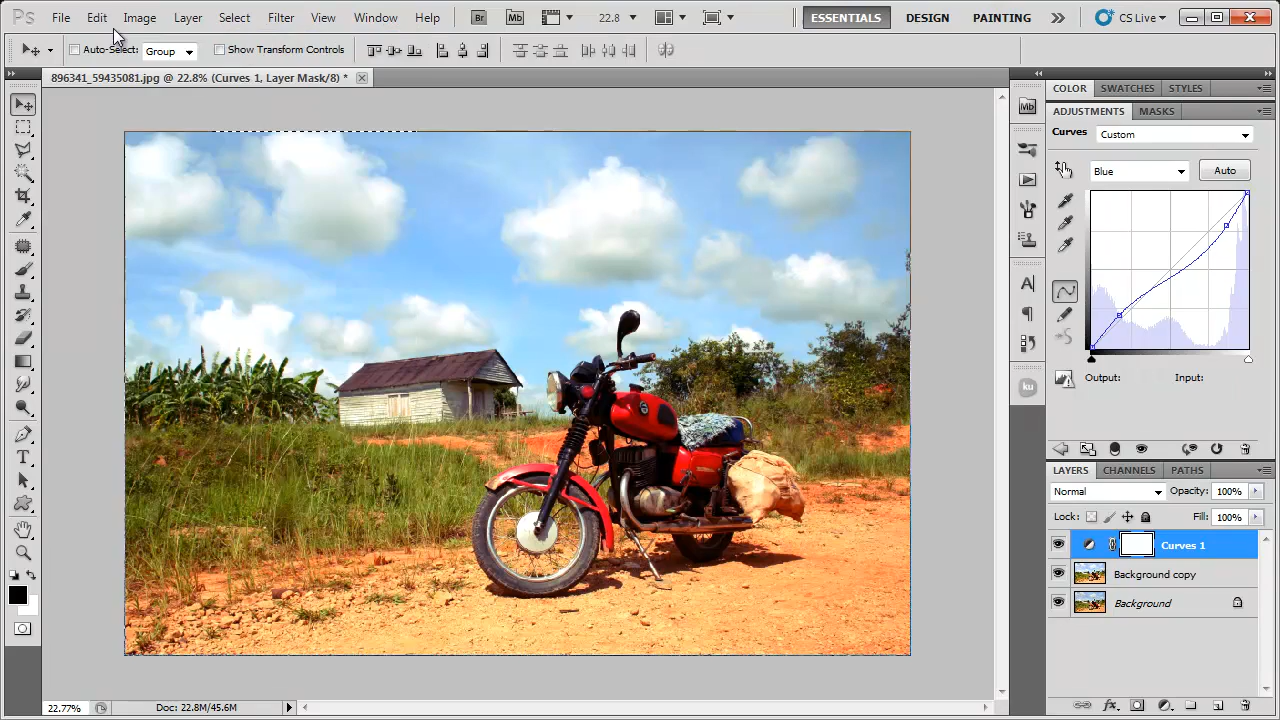 Ps File Edit Image Layer Select Filter View Window Help Br Mb 22.8 ESSENTIALS DESIGN PAINTING CS Live
Auto-Select: Group Show Transform Controls
896341_59435081.jpg @ 22.8% (Curves 1, Layer Mask/8) *
COLOR SWATCHES STYLES
Mb
ADJUSTMENTS MASKS
Curves Custom
Blue Auto
A
ku
Output: Input:
T
LAYERS CHANNELS PATHS
Normal Opacity: 100%
Lock: Fill: 100%
Curves 1
Background copy
Background
22.77% Doc: 22.8M/45.6M
fx